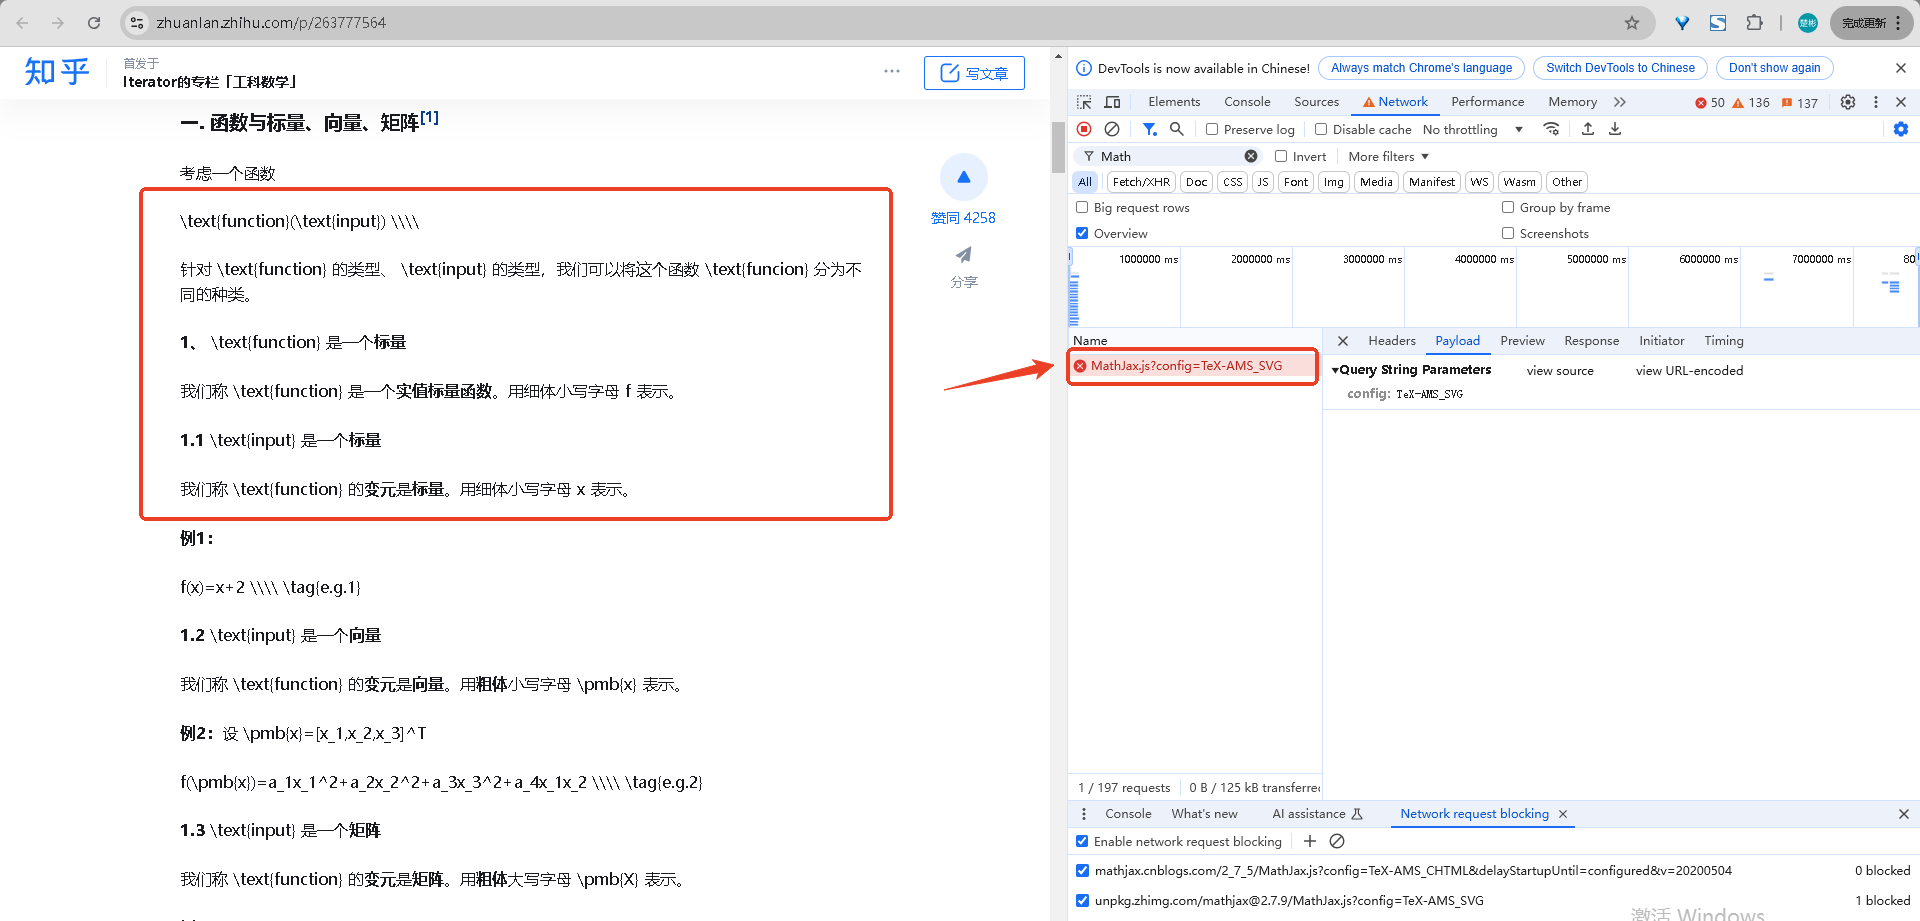 zhuanlan.zhihu.com/p/263777564
楚彬
完成更新
知乎
首发于
Iterator的专栏「工科数学」
写文章
一. 函数与标量、向量、矩阵[1]
考虑一个函数
\text{function}(\text{input}) \\\\
针对 \text{function} 的类型、 \text{input} 的类型，我们可以将这个函数 \text{funcion} 分为不
同的种类。
1、 \text{function} 是一个标量
我们称 \text{function} 是一个实值标量函数。用细体小写字母 f 表示。
1.1 \text{input} 是一个标量
我们称 \text{function} 的变元是标量。用细体小写字母 x 表示。
例1：
f(x)=x+2 \\\\ \tag{e.g.1}
1.2 \text{input} 是一个向量
我们称 \text{function} 的变元是向量。用粗体小写字母 \pmb{x} 表示。
例2：设 \pmb{x}=[x_1,x_2,x_3]^T
f(\pmb{x})=a_1x_1^2+a_2x_2^2+a_3x_3^2+a_4x_1x_2 \\\\ \tag{e.g.2}
1.3 \text{input} 是一个矩阵
我们称 \text{function} 的变元是矩阵。用粗体大写字母 \pmb{X} 表示。
赞同 4258
分享
DevTools is now available in Chinese! Always match Chrome's language Switch DevTools to Chinese Don't show again
Elements Console Sources Network Performance Memory 50 136 137
Preserve log Disable cache No throttling
Math Invert More filters
All Fetch/XHR Doc CSS JS Font Img Media Manifest WS Wasm Other
Big request rows Group by frame
Overview Screenshots
1000000 ms 2000000 ms 3000000 ms 4000000 ms 5000000 ms 6000000 ms 7000000 ms 80
Name Headers Payload Preview Response Initiator Timing
MathJax.js?config=TeX-AMS_SVG
Query String Parameters view source view URL-encoded
config: TeX-AMS_SVG
1 / 197 requests 0 B / 125 kB transferre
Console What's new AI assistance Network request blocking
Enable network request blocking
mathjax.cnblogs.com/2_7_5/MathJax.js?config=TeX-AMS_CHTML&delayStartupUntil=configured&v=20200504 0 blocked
unpkg.zhimg.com/mathjax@2.7.9/MathJax.js?config=TeX-AMS_SVG 1 blocked
激活 Windows